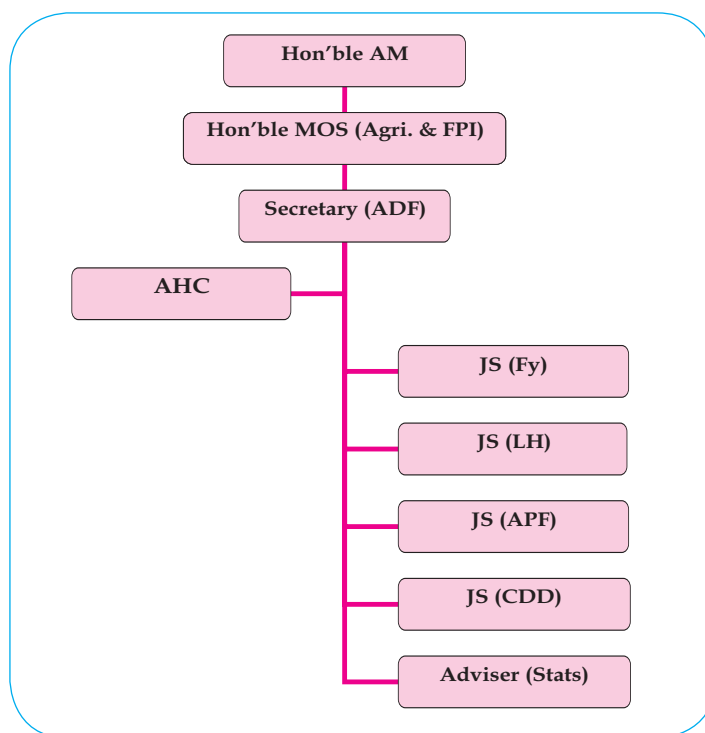 Hon’ble AM
Hon’ble MOS (Agri. & FPI)
Secretary (ADF)
AHC
JS (Fy)
JS (LH)
JS (APF)
JS (CDD)
Adviser (Stats)